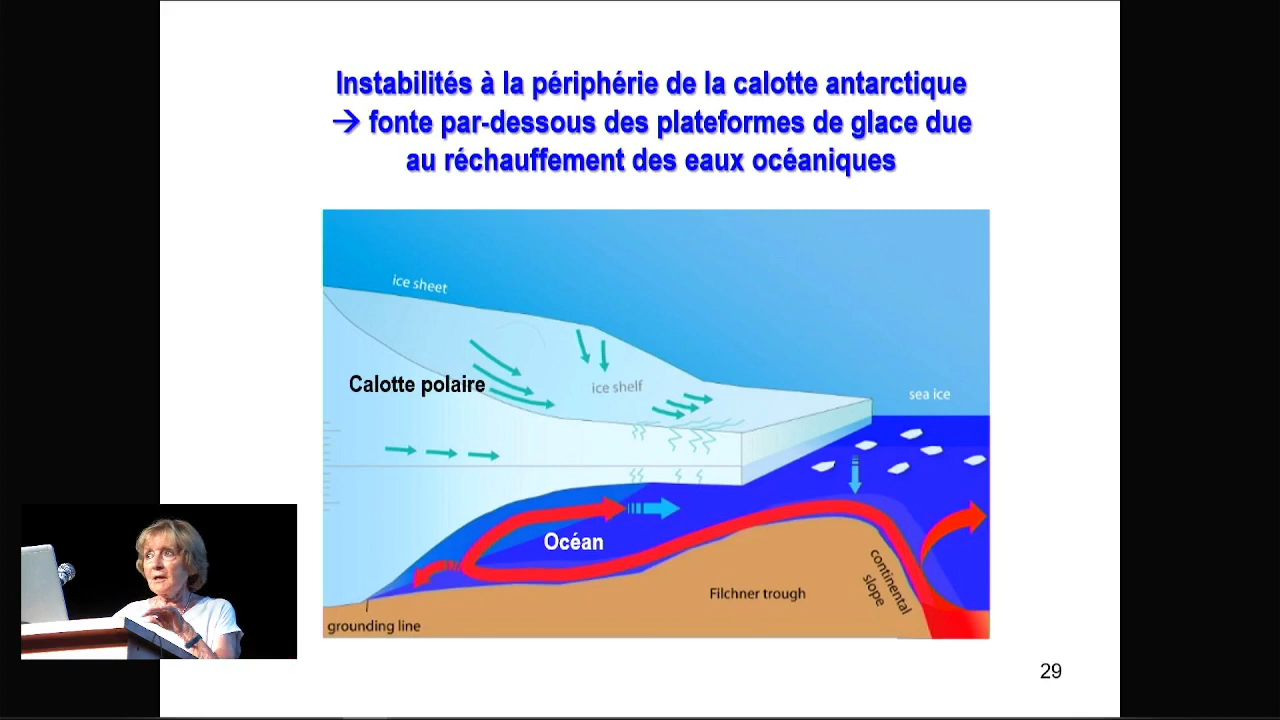 Instabilités à la périphérie de la calotte antarctique
→ fonte par-dessous des plateformes de glace due
au réchauffement des eaux océaniques
ice sheet
Calotte polaire
ice shelf
sea ice
Océan
Filchner trough
continental
slope
grounding line
29